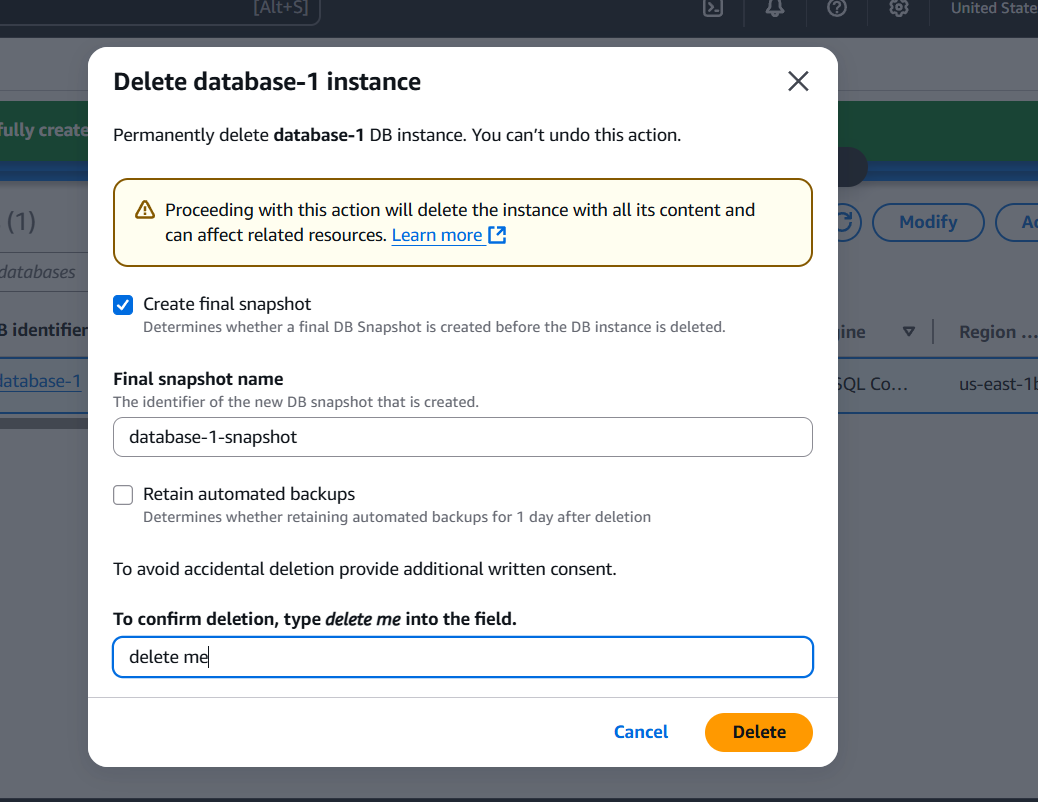 [Alt+S]
United State
Delete database-1 instance
Permanently delete database-1 DB instance. You can't undo this action.
fully create
Proceeding with this action will delete the instance with all its content and
can affect related resources. Learn more
(1)
Modify
Ac
databases
Create final snapshot
Determines whether a final DB Snapshot is created before the DB instance is deleted.
B identifier
ine
Region ...
Final snapshot name
The identifier of the new DB snapshot that is created.
database-1
SQL Co...
us-east-1b
database-1-snapshot
Retain automated backups
Determines whether retaining automated backups for 1 day after deletion
To avoid accidental deletion provide additional written consent.
To confirm deletion, type delete me into the field.
delete me
Cancel
Delete